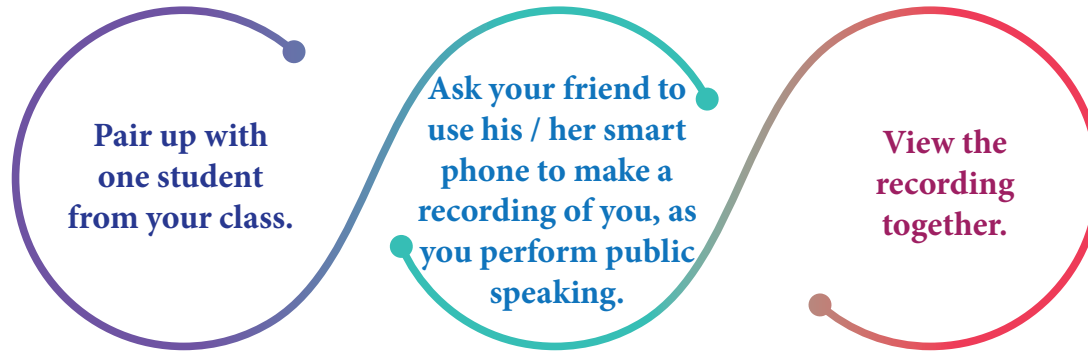 Pair up with
one student
from your class.
Ask your friend to
use his / her smart
phone to make a
recording of you, as
you perform public
speaking.
View the
recording
together.